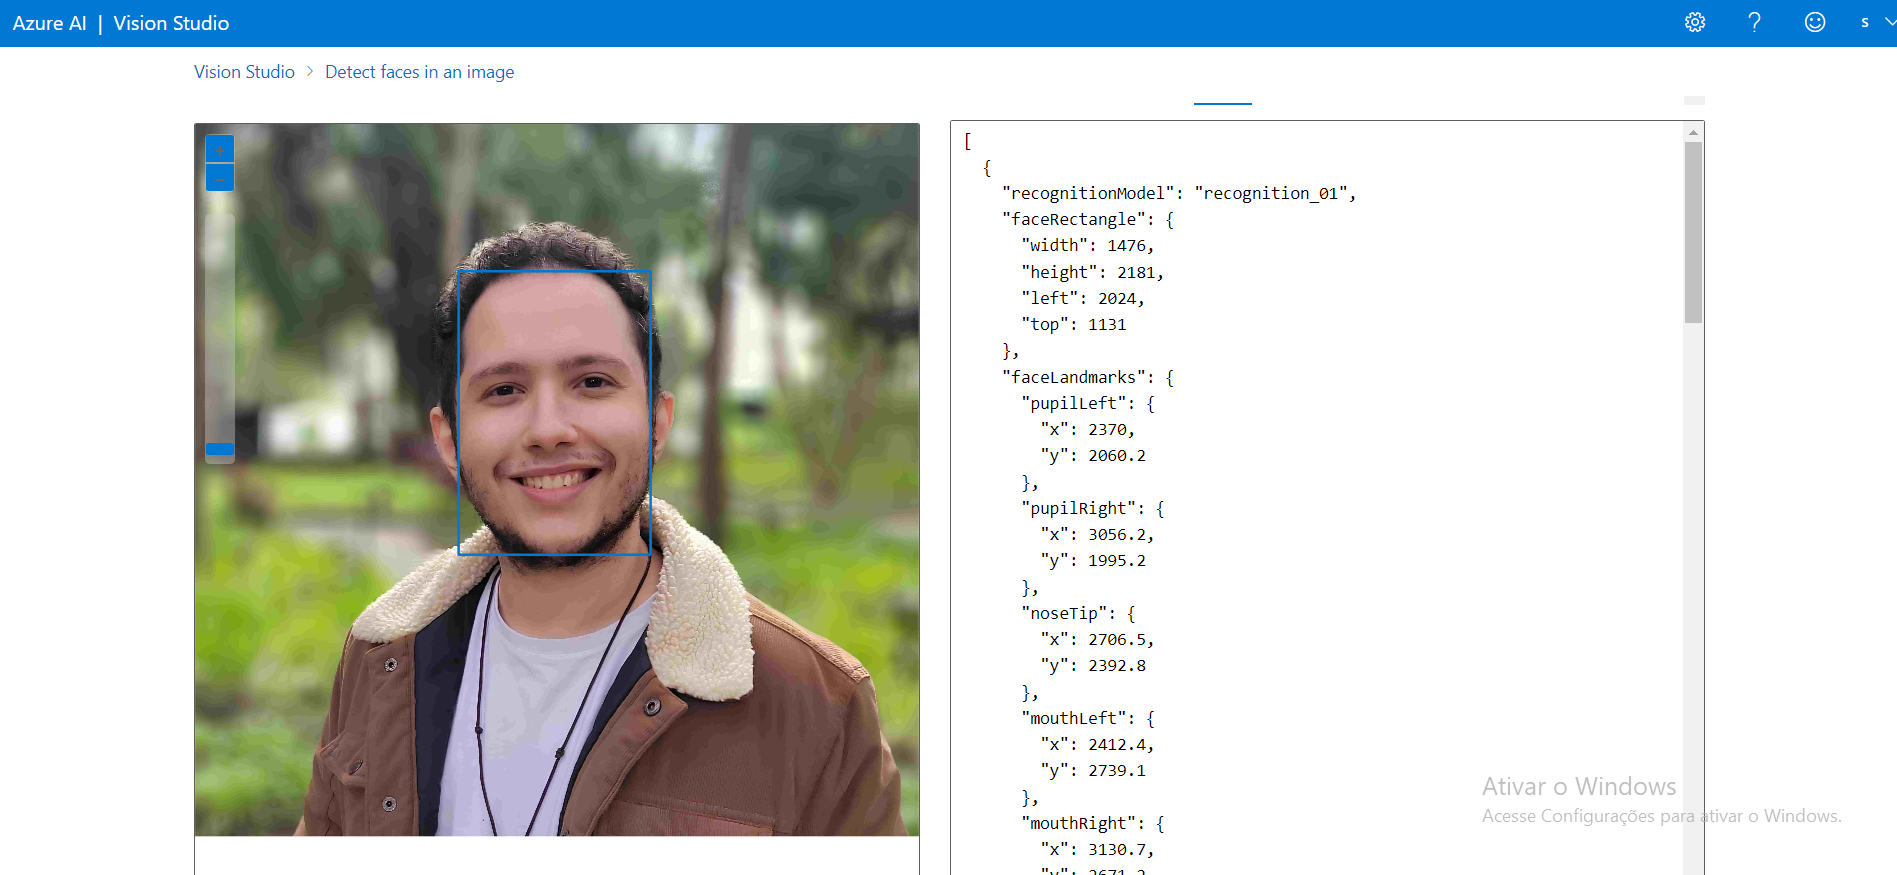 Azure AI | Vision Studio
s
Vision Studio > Detect faces in an image
+
-
[
{
"recognitionModel": "recognition_01",
"faceRectangle": {
"width": 1476,
"height": 2181,
"left": 2024,
"top": 1131
},
"faceLandmarks": {
"pupilLeft": {
"x": 2370,
"y": 2060.2
},
"pupilRight": {
"x": 3056.2,
"y": 1995.2
},
"noseTip": {
"x": 2706.5,
"y": 2392.8
},
"mouthLeft": {
"x": 2412.4,
"y": 2739.1
},
"mouthRight": {
"x": 3130.7,
Ativar o Windows
Acesse Configurações para ativar o Windows.